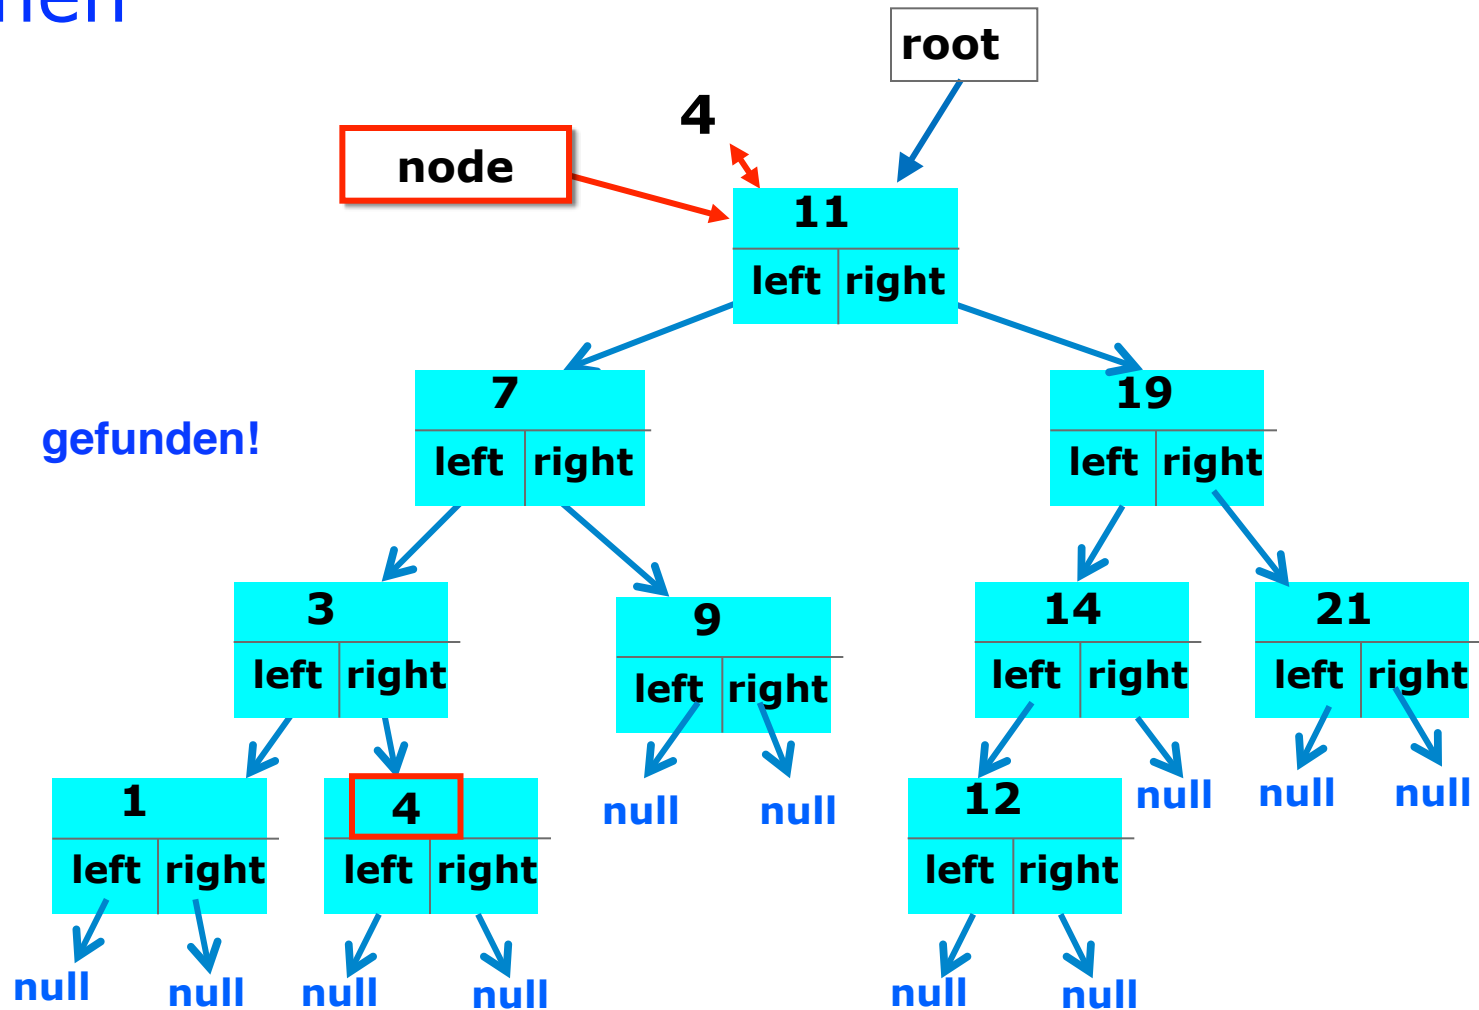 root
4
node
11
left right
7
19
gefunden!
left right
left right
3
9
14
21
left right
left right
left right
left right
1
4
null
null
12
null
null
null
left right
left right
left right
null
null
null
null
null
null